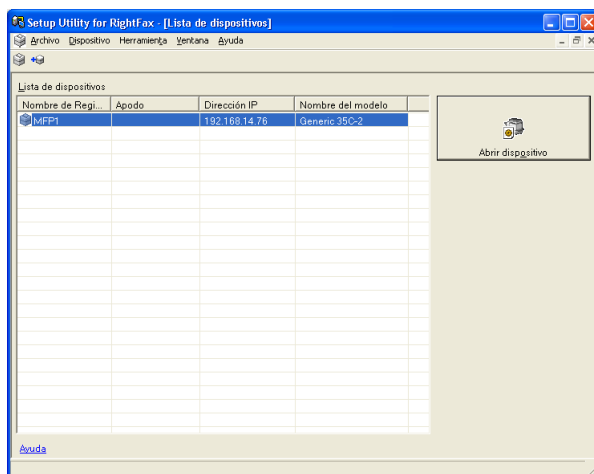 Setup Utility for RightFax - [Lista de dispositivos]
Archivo Dispositivo Herramienta Ventana Ayuda
Lista de dispositivos
Nombre de Regi... Apodo Dirección IP Nombre del modelo
MFP1 192.168.14.76 Generic 35C-2
Abrir dispositivo
Ayuda